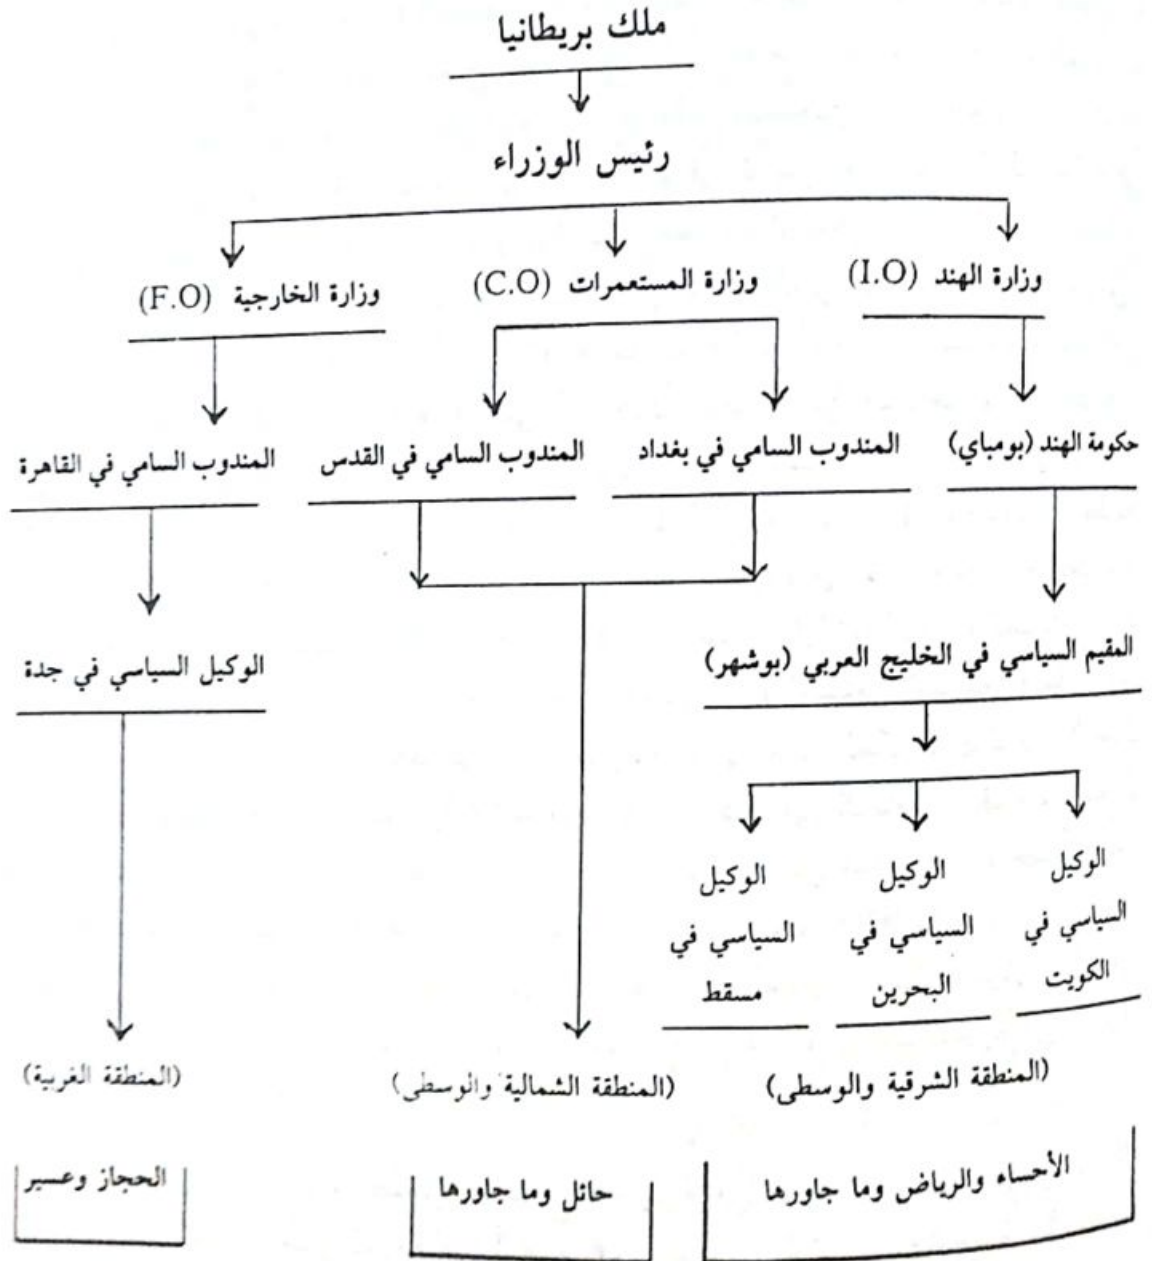 ملك بريطانيا
رئيس الوزراء
وزارة الهند (I.O)
وزارة المستعمرات (C.O)
وزارة الخارجية (F.O)
حكومة الهند (بومباي)
المندوب السامي في بغداد
المندوب السامي في القدس
المندوب السامي في القاهرة
المقيم السياسي في الخليج العربي (بوشهر)
الوكيل السياسي في جدة
الوكيل
السياسي في
الكويت
الوكيل
السياسي في
البحرين
الوكيل
السياسي في
مسقط
(المنطقة الشرقية والوسطى)
(المنطقة الشمالية والوسطى)
(المنطقة الغربية)
الأحساء والرياض وما جاورها
حائل وما جاورها
الحجاز وعسير